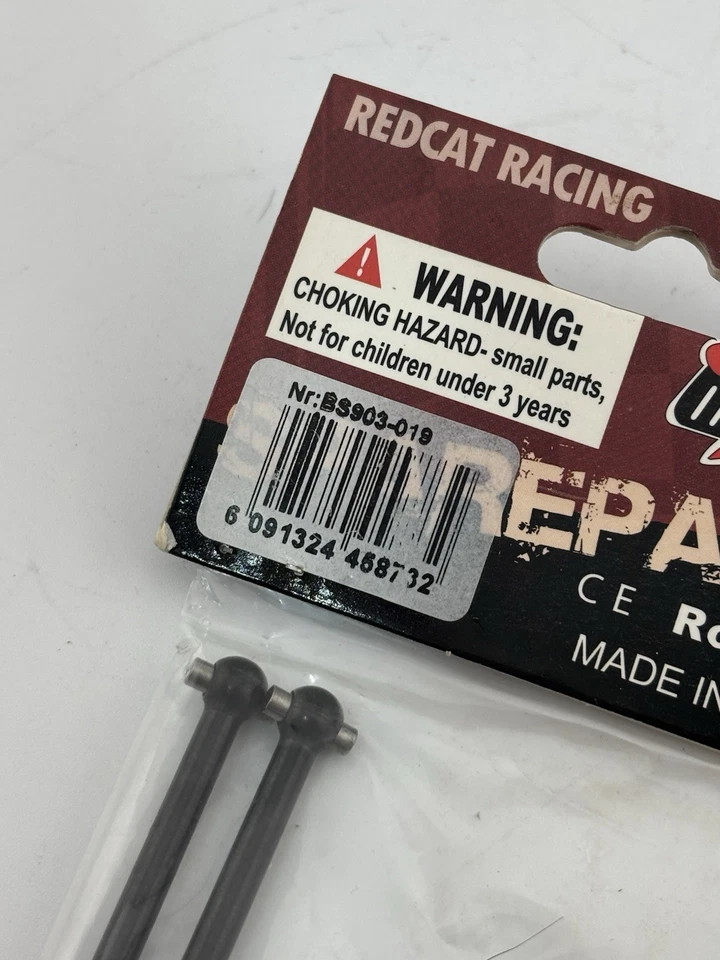 REDCAT RACING
WARNING:
CHOKING HAZARD- small parts,
Not for children under 3 years
Nr:BS903-019
6 091324 458732
CE
MADE IN